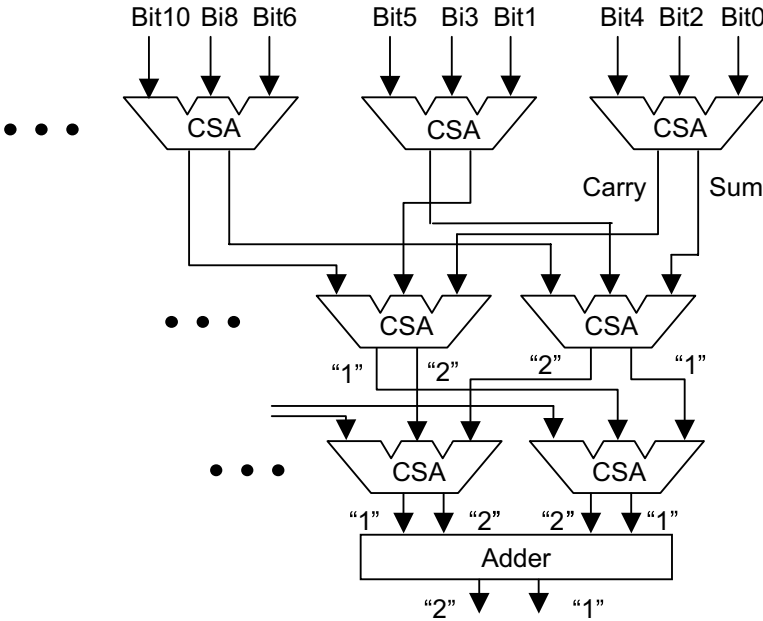 Bit10 Bi8 Bit6 Bit5 Bi3 Bit1 Bit4 Bit2 Bit0
CSA CSA CSA
Carry Sum
CSA CSA
“1” “2” “2” “1”
CSA CSA
“1” “2” “2” “1”
Adder
“2” “1”